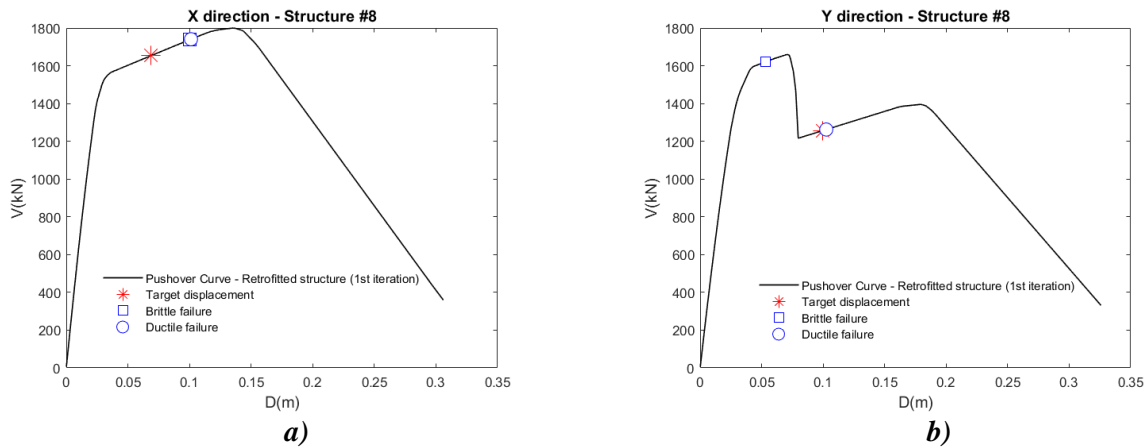 X direction - Structure #8
1800
1600
1400
1200
1000
800
600
400
200
0
V(kN)
Pushover Curve - Retrofitted structure (1st iteration)
Target displacement
Brittle failure
Ductile failure
0 0.05 0.1 0.15 0.2 0.25 0.3 0.35
D(m)
a)
Y direction - Structure #8
1800
1600
1400
1200
1000
800
600
400
200
0
V(kN)
Pushover Curve - Retrofitted structure (1st iteration)
Target displacement
Brittle failure
Ductile failure
0 0.05 0.1 0.15 0.2 0.25 0.3 0.35
D(m)
b)